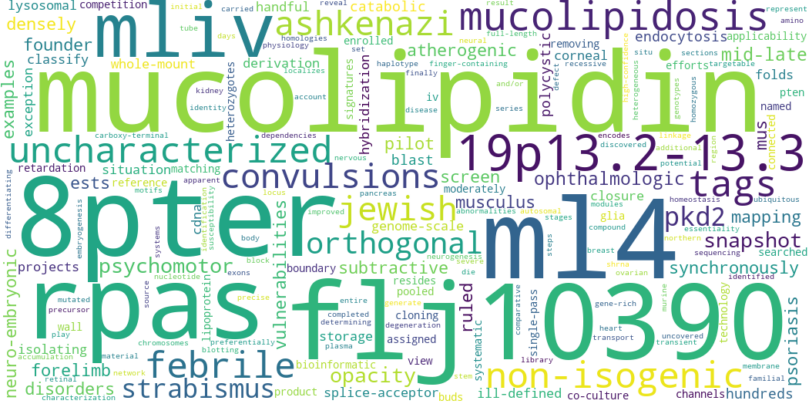 lysosomal competition mliv handful catabolic mucolipidosis represent
initial carried physiology reveal result amino
densely ashkenazi full-length endocytosis applicability
founder tube days homologies set neural situ sections targetable mid-late
classify whole-mount derivation enrolled atherogenic removing corneal efforts folds pten
examples exception mucolipidin heterozygotes kidney identity account signatures hybridization finally iv and/or series disease haplotype localizes finger-containing polycystic defect recessive high-confidence heterogeneous genotypes homozygous named mus connected
carboxy-terminal dependencies pilot encodes discovered linkage additional potential region
uncharacterized nervous blast 19p13.2-13.3
retardation situation matching convulsions screen ophthalmologic tags
differentiating ests reference apparent locus pancreas moderately closure homeostasis ubiquitous
8pter motifs cdna identification susceptibility improved jewish musculus abnormalities autosomal ml4 modules compound glia breast pkd2 mapping essentiality northern
embryogenesis systems body genome-scale stages steps shrna ovarian sequencing snapshot
neuro-embryonic projects psychomotor block orthogonal neurogenesis severe die identified searched synchronously
nucleotide exons boundary subtractive single-pass comparative gene-rich murine technology
mutated precursor rpas source lipoprotein precise vulnerabilities flj10390 resides pooled ruled heart transport uncovered transient psoriasis
wall play chromosomes preferentially blotting entire completed determining generate cloning assigned degeneration
isolating accumulation material febrile storage plasma view systematic library membrane familial
forelimb retinal network bioinformatic opacity stem non-isogenic
disorders characterization strabismus product splice-acceptor buds ill-defined co-culture channels hundreds